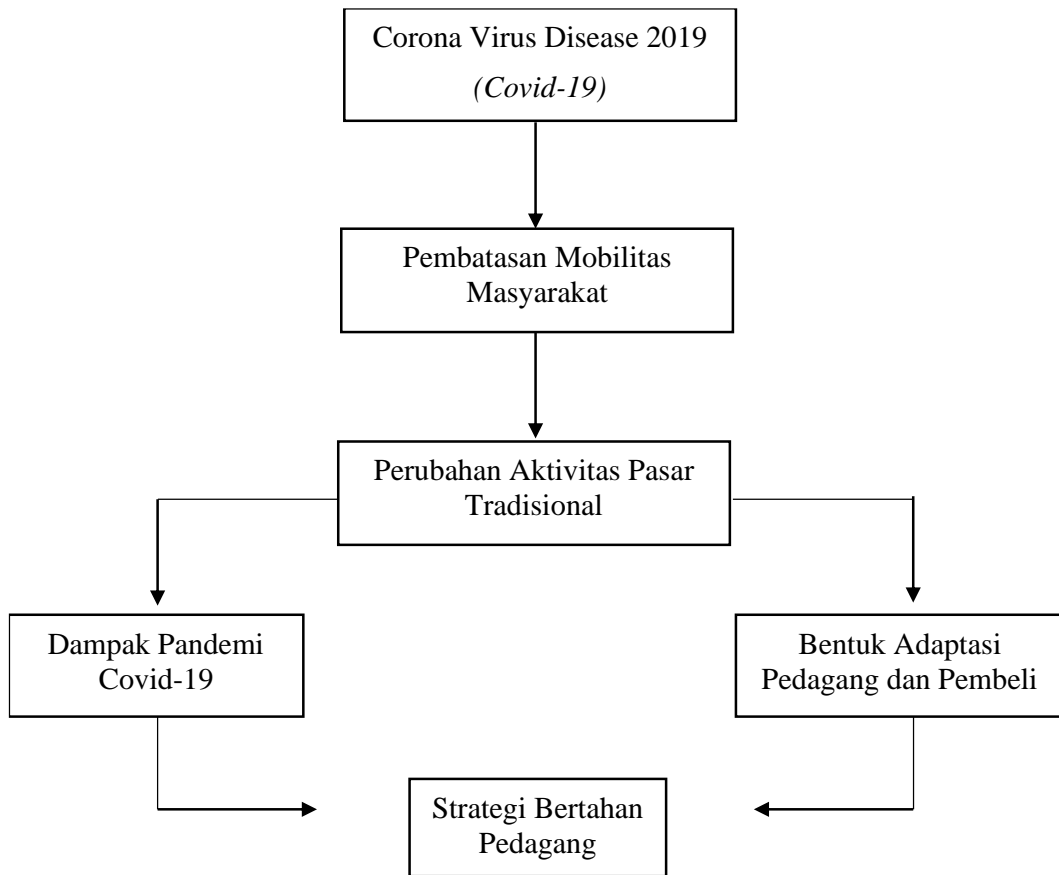 Corona Virus Disease 2019
(Covid-19)
Pembatasan Mobilitas
Masyarakat
Perubahan Aktivitas Pasar
Tradisional
Dampak Pandemi
Covid-19
Bentuk Adaptasi
Pedagang dan Pembeli
Strategi Bertahan
Pedagang